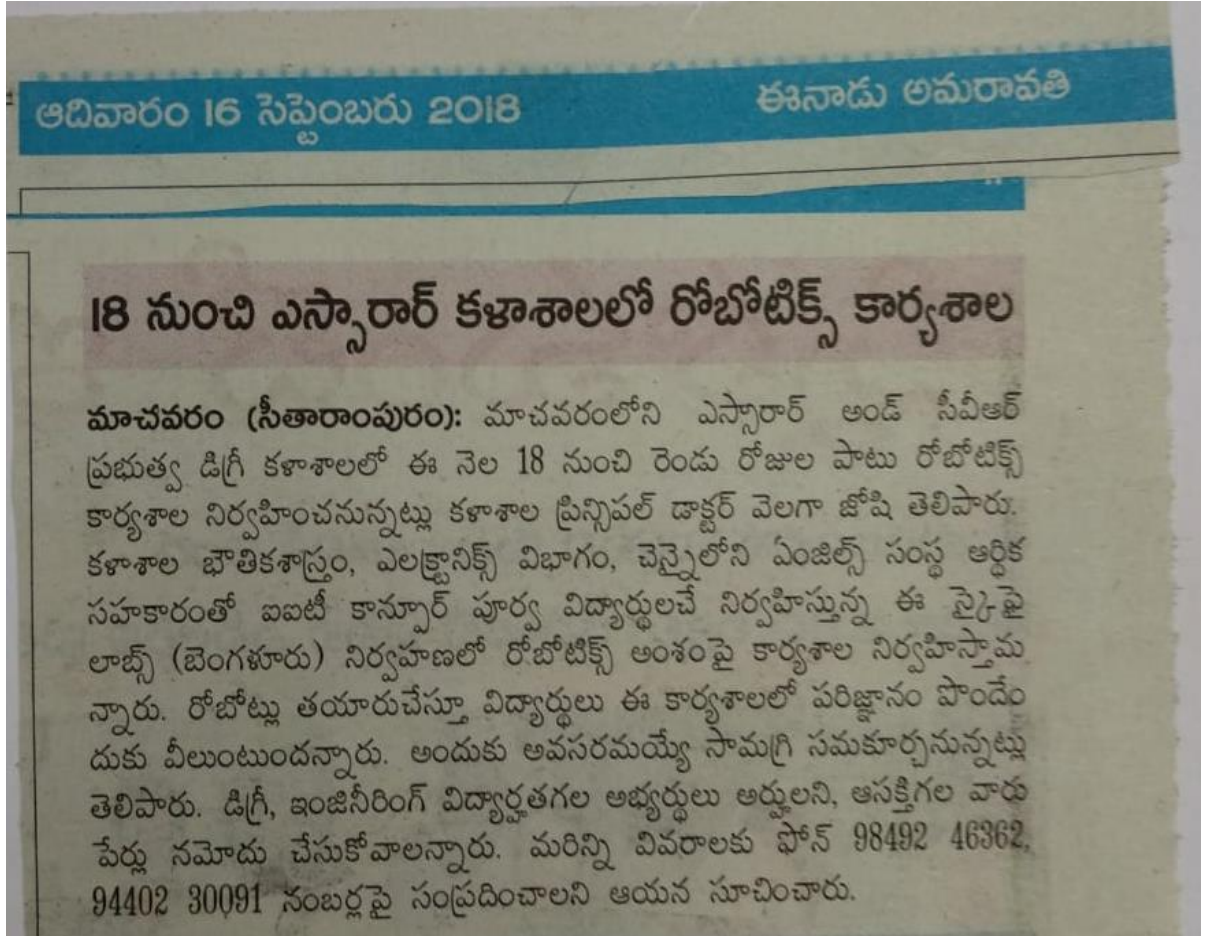 ఆదివారం 16 సెప్టెంబరు 2018
ఈనాడు అమరావతి
18 నుంచి ఎస్సారార్ కళాశాలలో రోబోటిక్స్ కార్యశాల
మాచవరం (సీతారాంపురం): మాచవరంలోని ఎస్సారార్ అండ్ సీవీఆర్
ప్రభుత్వ డిగ్రీ కళాశాలలో ఈ నెల 18 నుంచి రెండు రోజుల పాటు రోబోటిక్స్
కార్యశాల నిర్వహించనున్నట్లు కళాశాల ప్రిన్సిపల్ డాక్టర్ వెలగా జోషి తెలిపారు.
కళాశాల భౌతికశాస్త్రం, ఎలక్ట్రానిక్స్ విభాగం, చెన్నైలోని ఏంజిల్స్ సంస్థ ఆర్థిక
సహకారంతో ఐఐటీ కాన్పూర్ పూర్వ విద్యార్థులచే నిర్వహిస్తున్న ఈ స్కైఫై
లాబ్స్ (బెంగళూరు) నిర్వహణలో రోబోటిక్స్ అంశంపై కార్యశాల నిర్వహిస్తామ
న్నారు. రోబోట్లు తయారుచేస్తూ విద్యార్థులు ఈ కార్యశాలలో పరిజ్ఞానం పొందేం
దుకు వీలుంటుందన్నారు. అందుకు అవసరమయ్యే సామగ్రి సమకూర్చనున్నట్లు
తెలిపారు. డిగ్రీ, ఇంజినీరింగ్ విద్యార్హతగల అభ్యర్థులు అర్హులని, ఆసక్తిగల వారు
పేర్లు నమోదు చేసుకోవాలన్నారు. మరిన్ని వివరాలకు ఫోన్ 98492 46362,
94402 30091 నంబర్లపై సంప్రదించాలని ఆయన సూచించారు.